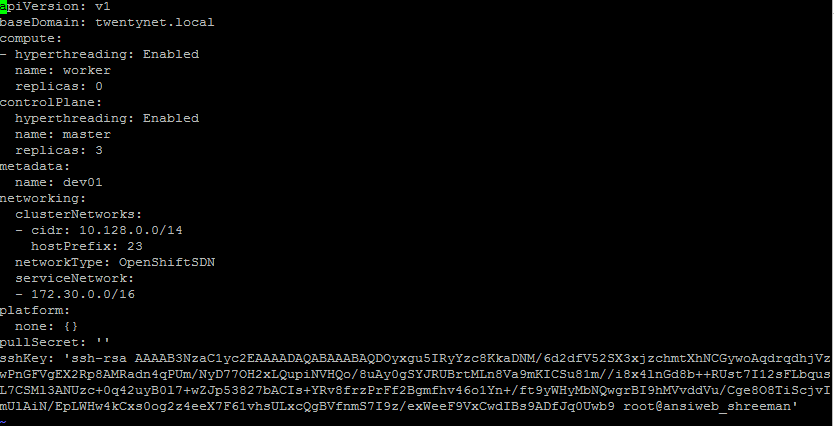 apiVersion: v1
baseDomain: twentynet.local
compute:
- hyperthreading: Enabled
  name: worker
  replicas: 0
controlPlane:
  hyperthreading: Enabled
  name: master
  replicas: 3
metadata:
  name: dev01
networking:
  clusterNetworks:
  - cidr: 10.128.0.0/14
    hostPrefix: 23
  networkType: OpenShiftSDN
  serviceNetwork:
  - 172.30.0.0/16
platform:
  none: {}
pullSecret: ''
sshKey: 'ssh-rsa AAAAB3NzaC1yc2EAAAADAQABAAABAQDOyxgu5IRyYzc8KkaDNM/6d2dfV52SX3xjzchmtXhNCGywoAqdrqdhjVz
wPnGFVgEX2Rp8AMRadn4qPUm/NyD77OH2xLQupiNVHQo/8uAy0gSYJRUBrtMLn8Va9mKICSu81m//i8x4lnGd8b++RUst7I12sFLbqus
L7CSMl3ANUzc+0q42uyB0l7+wZJp53827bACIs+YRv8frzPrFf2Bgmfhv46o1Yn+/ft9yWHyMbNQwgrBI9hMVvddVu/Cge8O8TiScjvI
mUlAiN/EpLWHw4kCxs0og2z4eeX7F61vhsULxcQgBVfnmS7I9z/exWeeF9VxCwdIBs9ADfJq0Uwb9 root@ansiweb_shreeman'
~